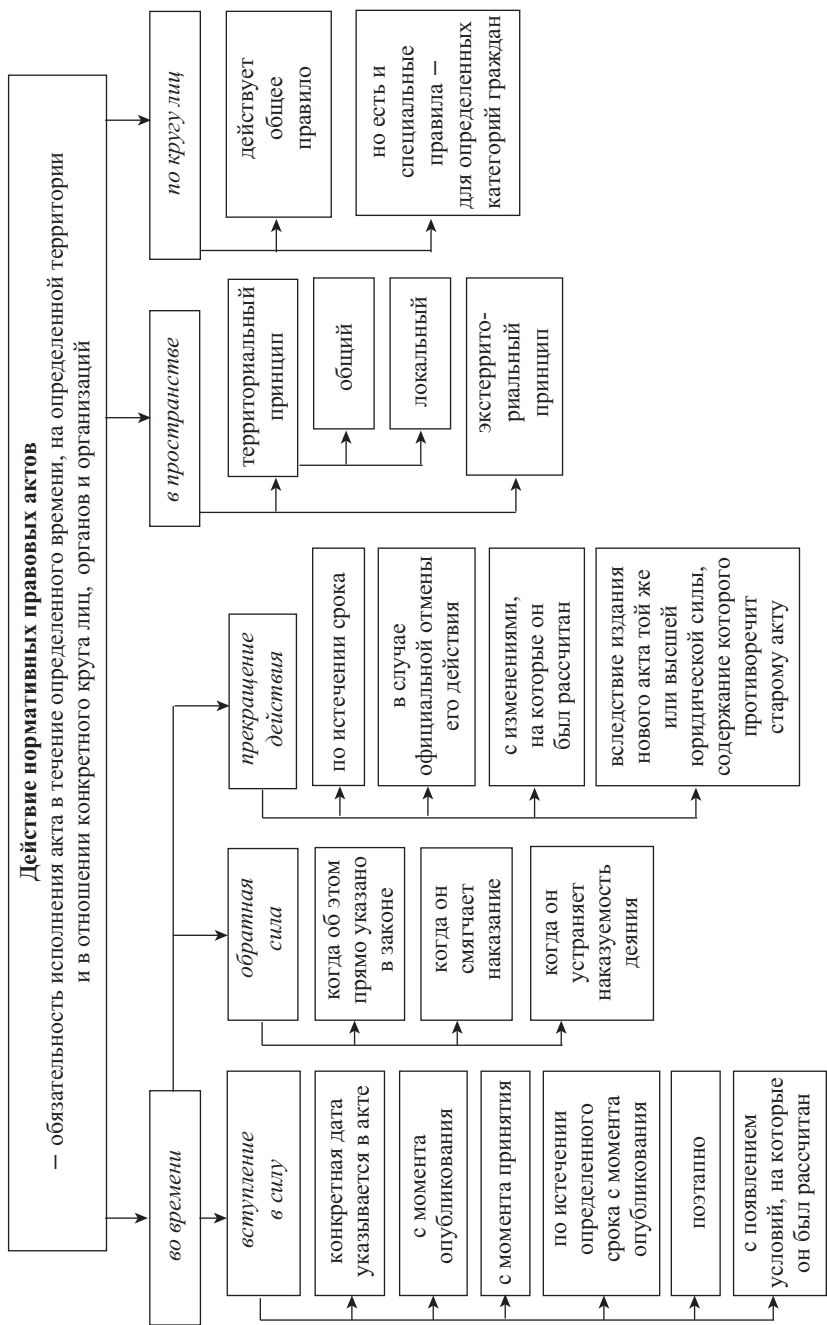 Действие нормативных правовых актов
– обязательность исполнения акта в течение определенного времени, на определенной территории
и в отношении конкретного круга лиц, органов и организаций
во времени
вступление
в силу
конкретная дата
указывается в акте
с момента
опубликования
с момента принятия
по истечении
определенного
срока с момента
опубликования
поэтапно
с появлением
условий, на которые
он был рассчитан
обратная
сила
когда об этом
прямо указано
в законе
когда он
смягчает
наказание
когда он
устраняет
наказуемость
деяния
прекращение
действия
по истечении срока
в случае
официальной отмены
его действия
с изменениями,
на которые он
был рассчитан
вследствие издания
нового акта той же
или высшей
юридической силы,
содержание которого
противоречит
старому акту
в пространстве
территориальный
принцип
общий
локальный
экстеррито-
риальный
принцип
по кругу лиц
действует
общее
правило
но есть и
специальные
правила –
для определенных
категорий граждан